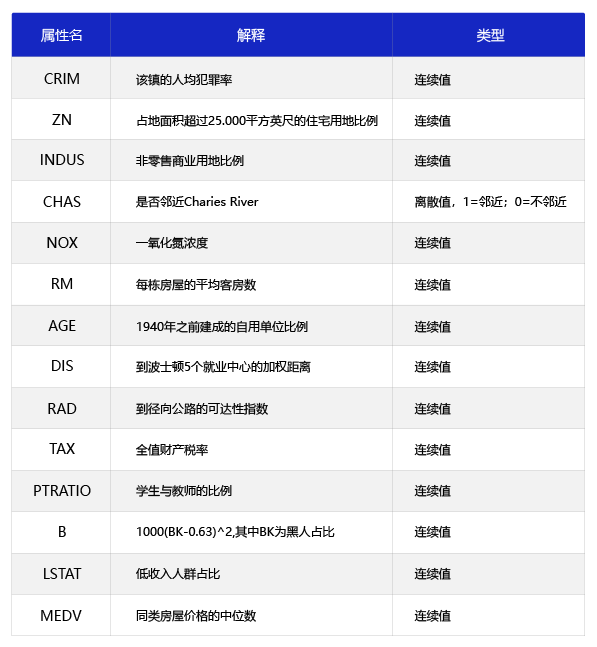 属性名 解释 类型
CRIM 该镇的人均犯罪率 连续值
ZN 占地面积超过25.000平方英尺的住宅用地比例 连续值
INDUS 非零售商业用地比例 连续值
CHAS 是否邻近Charies River 离散值，1=邻近；0=不邻近
NOX 一氧化氮浓度 连续值
RM 每栋房屋的平均客房数 连续值
AGE 1940年之前建成的自用单位比例 连续值
DIS 到波士顿5个就业中心的加权距离 连续值
RAD 到径向公路的可达性指数 连续值
TAX 全值财产税率 连续值
PTRATIO 学生与教师的比例 连续值
B 1000(BK-0.63)^2,其中BK为黑人占比 连续值
LSTAT 低收入人群占比 连续值
MEDV 同类房屋价格的中位数 连续值